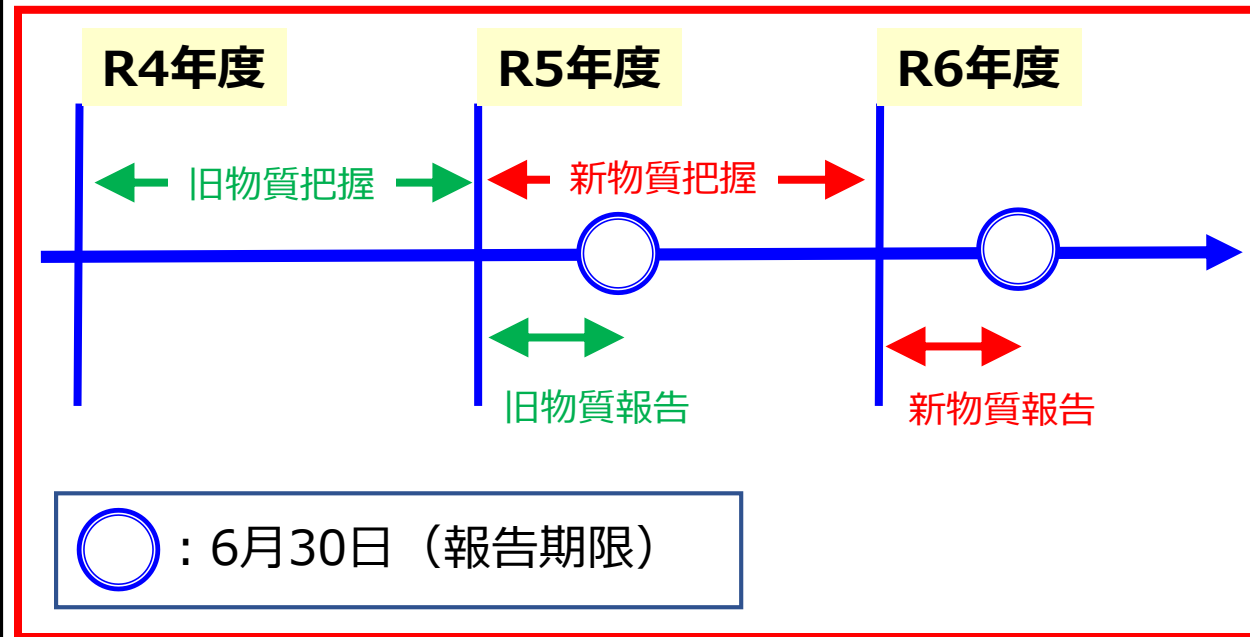 R4年度
R5年度
R6年度
旧物質把握
新物質把握
旧物質報告
新物質報告
：6月30日（報告期限）